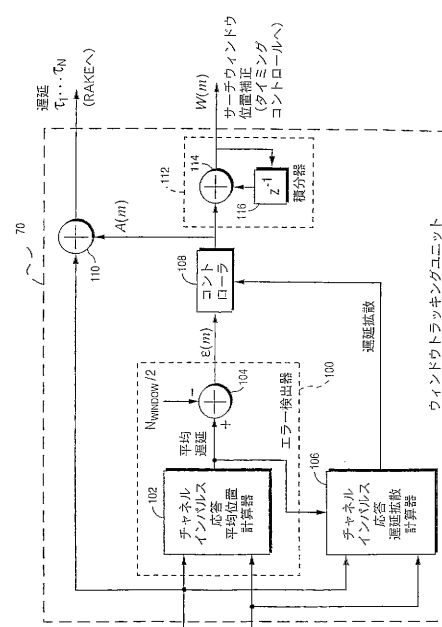 遅延
τ1・・・τN
(RAKEへ)
W(m)
サーチウィンドウ
位置補正
(タイミング
コントロールへ)
70
110
A(m)
112
114
Z-1
116
積分器
108
コント
ローラ
ε(m)
遅延拡散
NWINDOW/2
-
+
104
平均
遅延
100
エラー検出器
102
チャネル
インパルス
応答
平均位置
計算器
106
チャネル
インパルス
応答
遅延拡散
計算器
ウィンドウトラッキングユニット